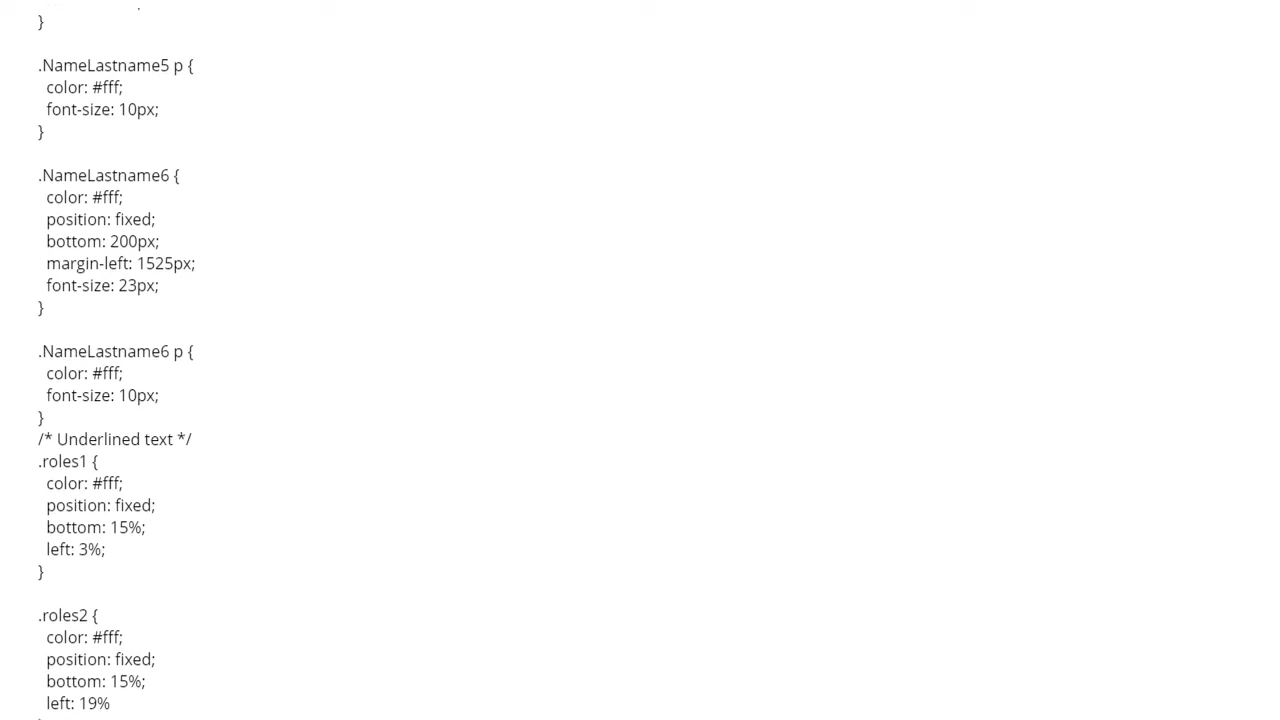 }
.NameLastname5 p {
color: #fff;
font-size: 10px;
}
.NameLastname6 {
color: #fff;
position: fixed;
bottom: 200px;
margin-left: 1525px;
font-size: 23px;
}
.NameLastname6 p {
color: #fff;
font-size: 10px;
}
/* Underlined text */
.roles1 {
color: #fff;
position: fixed;
bottom: 15%;
left: 3%;
}
.roles2 {
color: #fff;
position: fixed;
bottom: 15%;
left: 19%